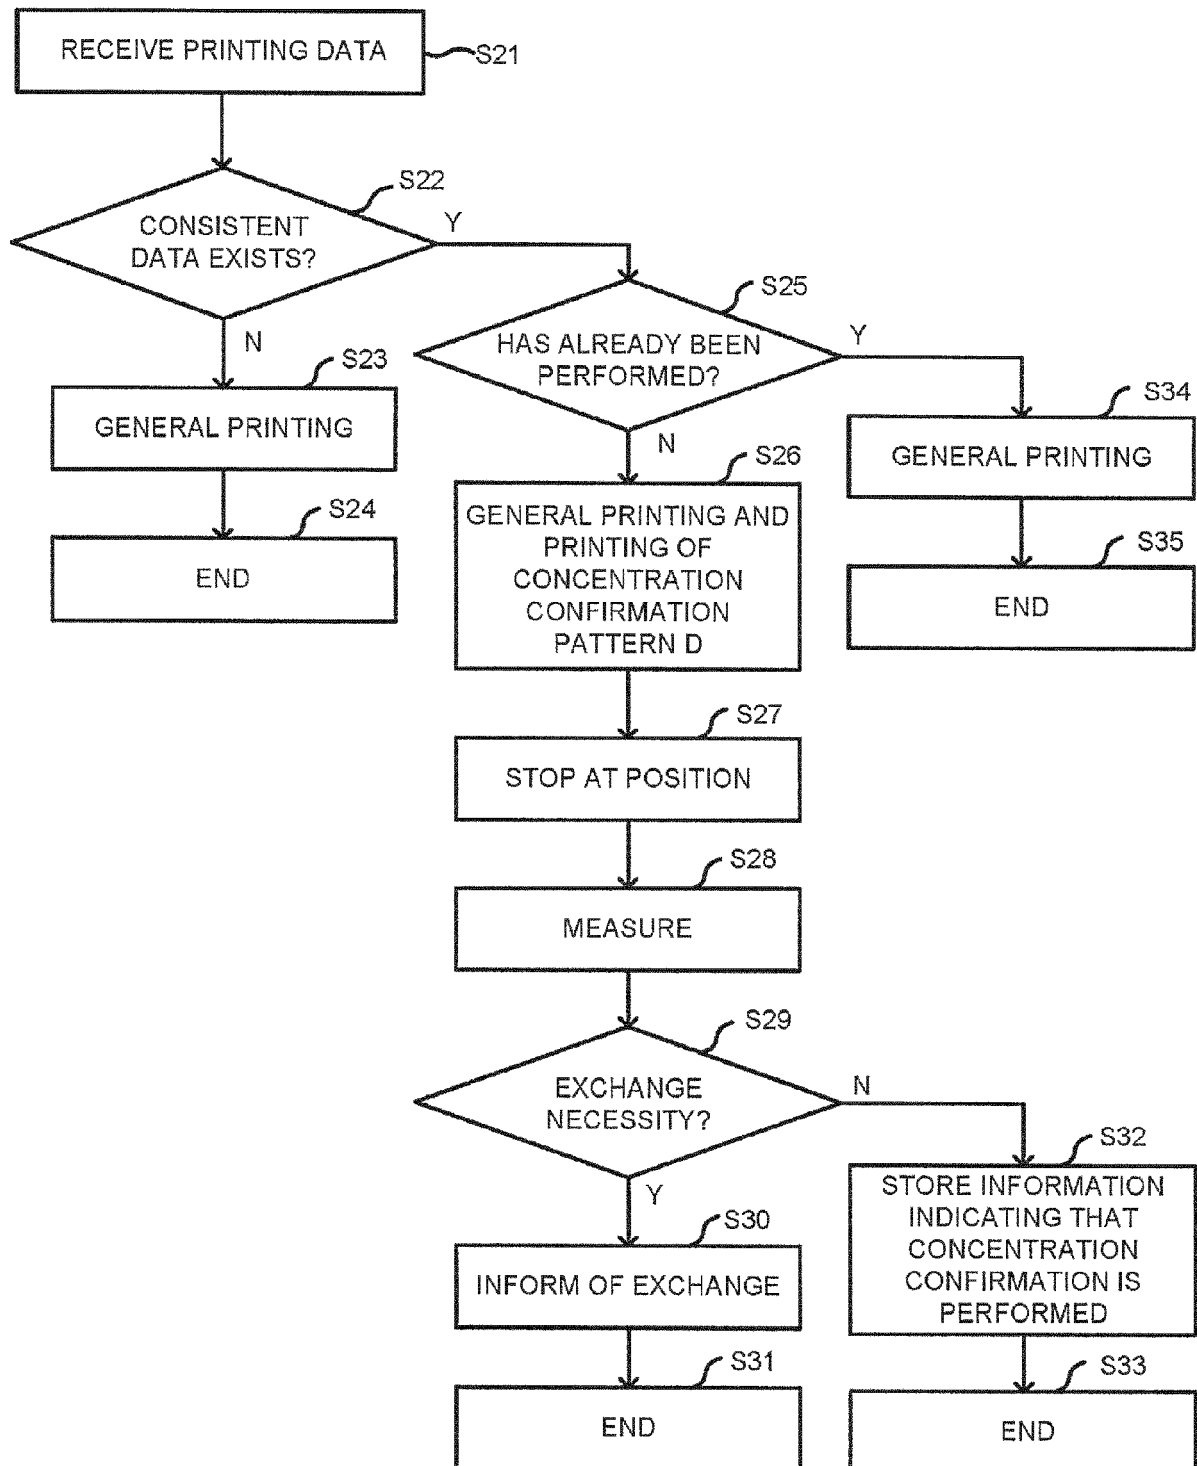 RECEIVE PRINTING DATA
S21
S22
CONSISTENT
DATA EXISTS?
Y
N
S25
HAS ALREADY BEEN
PERFORMED?
Y
N
S23
GENERAL PRINTING
S24
END
S34
GENERAL PRINTING
S35
END
S26
GENERAL PRINTING AND
PRINTING OF
CONCENTRATION
CONFIRMATION
PATTERN D
S27
STOP AT POSITION
S28
MEASURE
S29
EXCHANGE
NECESSITY?
N
Y
S30
INFORM OF EXCHANGE
S31
END
S32
STORE INFORMATION
INDICATING THAT
CONCENTRATION
CONFIRMATION IS
PERFORMED
S33
END